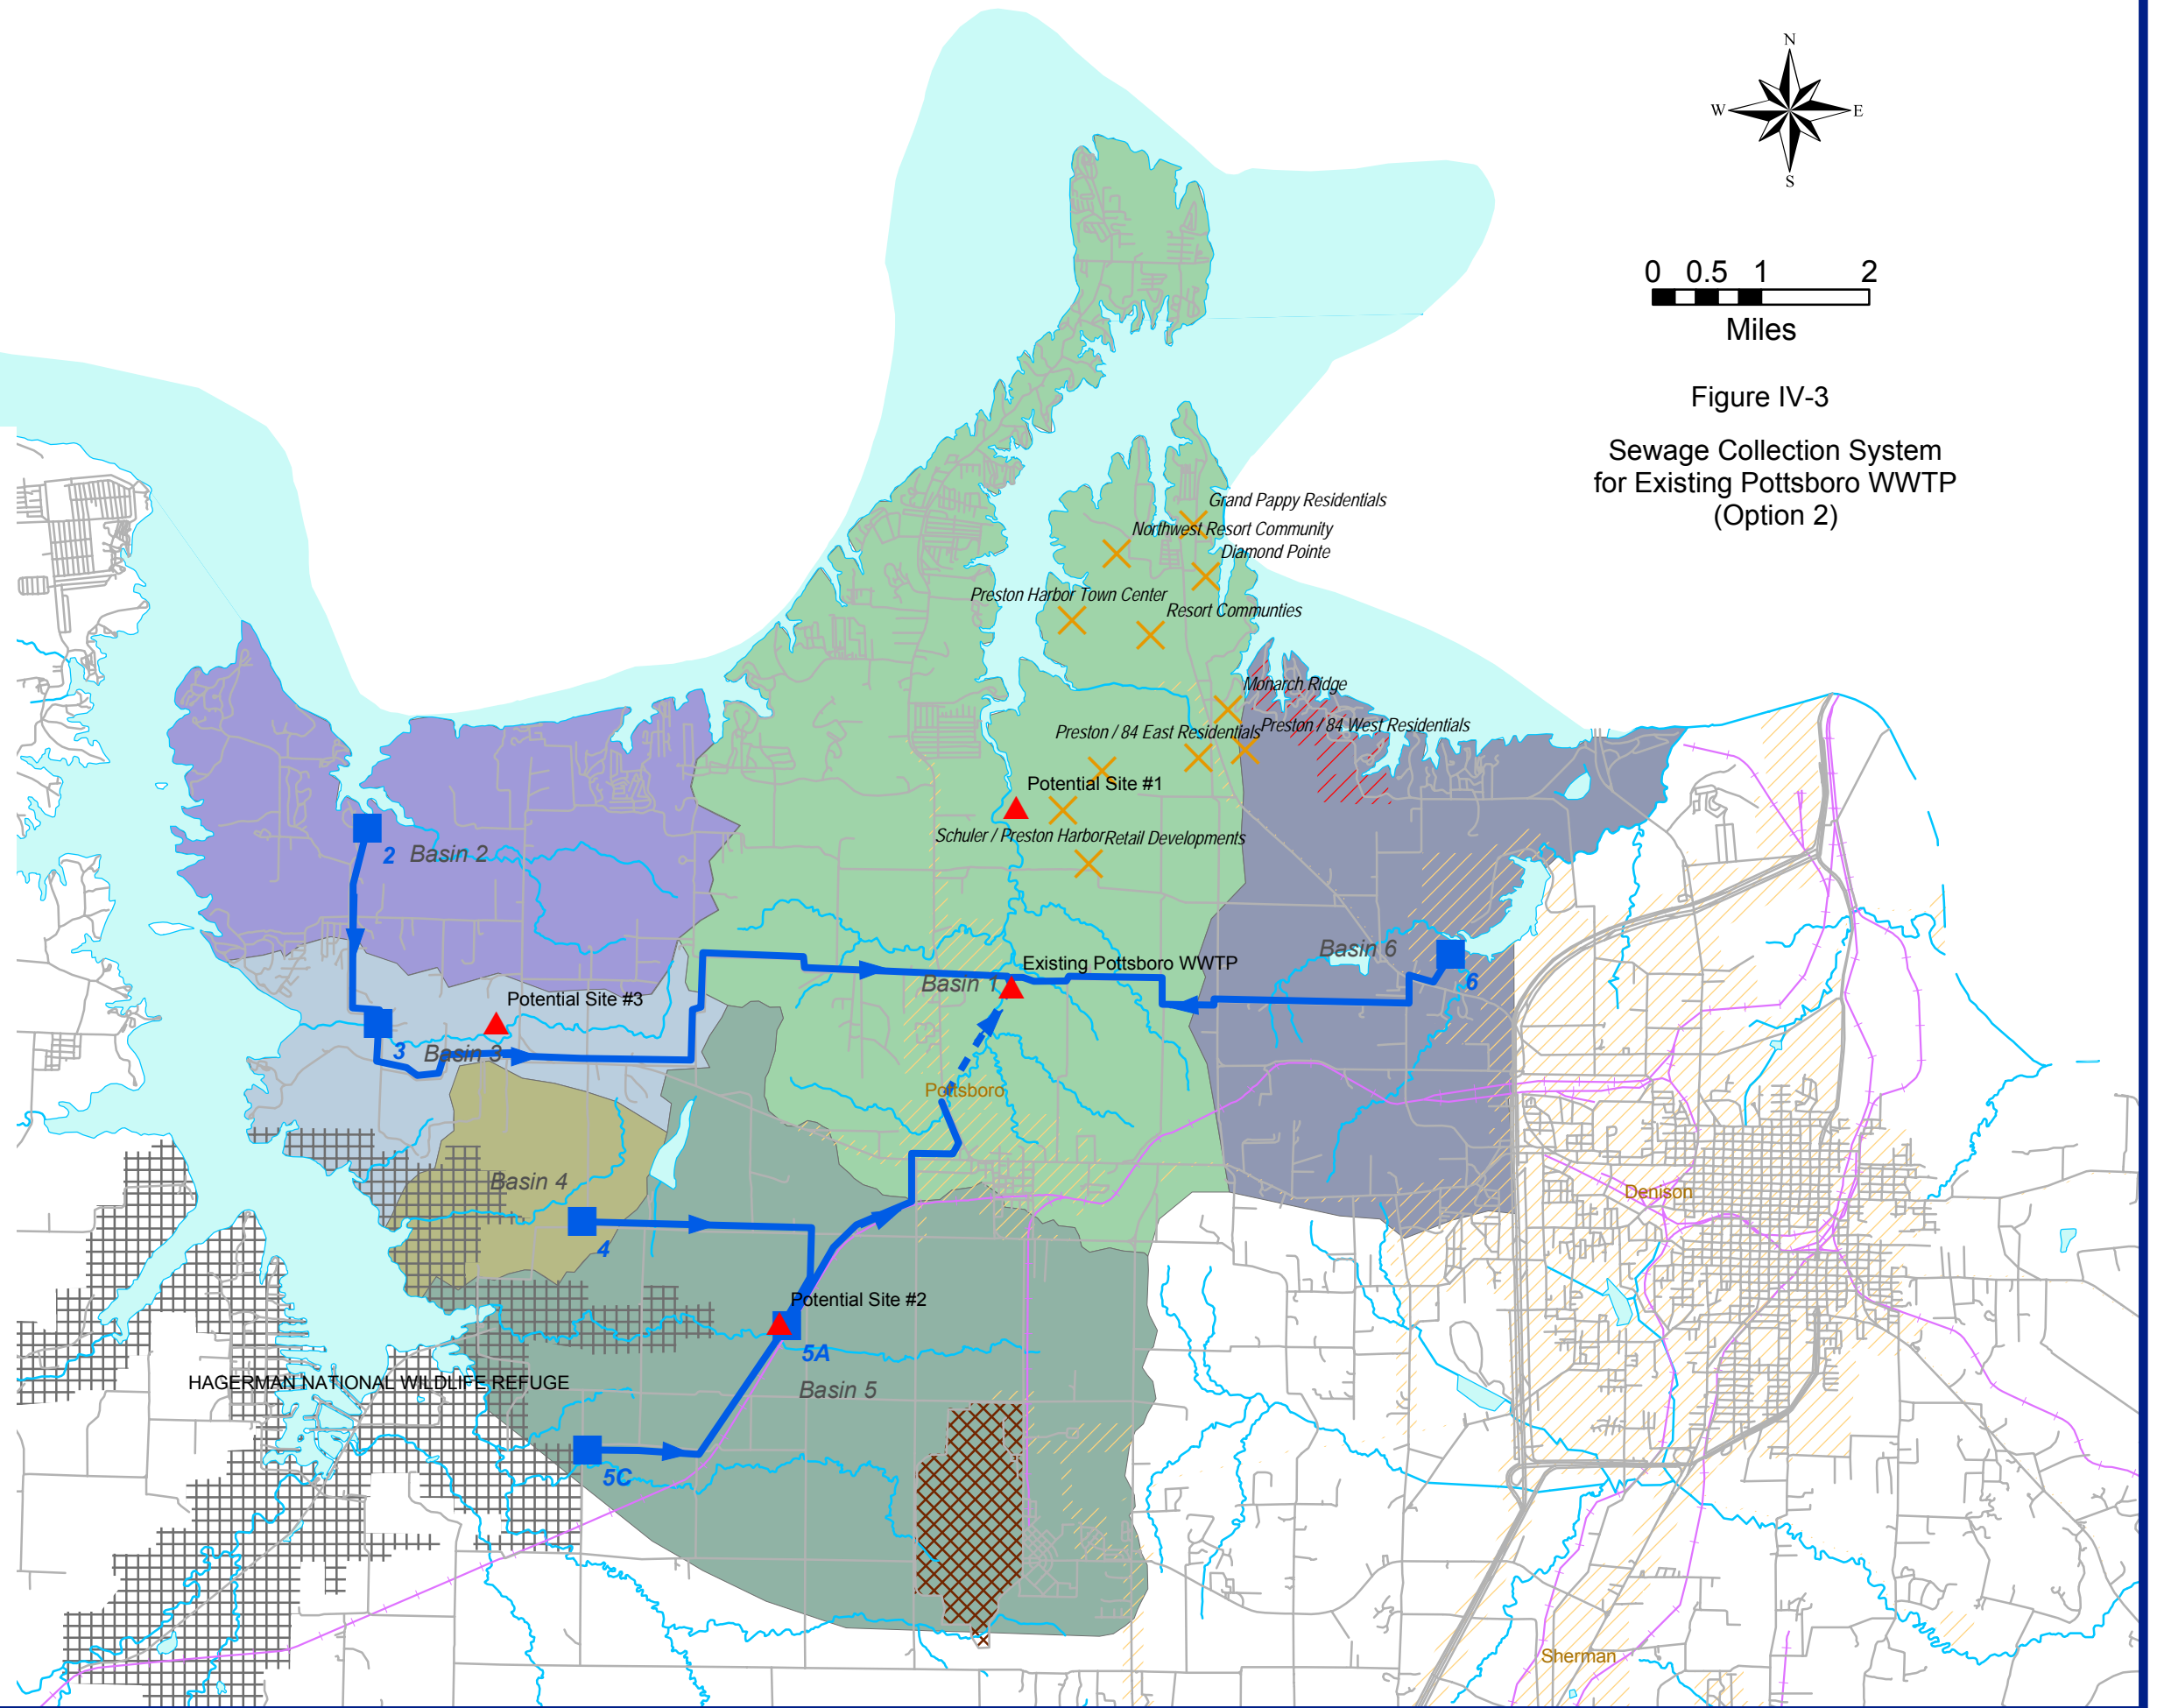 N
W E
S
0 0.5 1 2
Miles
Figure IV-3
Sewage Collection System
for Existing Pottsboro WWTP
(Option 2)
Grand Pappy Residentials
Northwest Resort Community
Diamond Pointe
Preston Harbor Town Center
Resort Communties
Monarch Ridge
Preston / 84 West Residentials
Preston / 84 East Residentials
Potential Site #1
Schuler / Preston Harbor
Retail Developments
2
Basin 2
Basin 6
6
Existing Pottsboro WWTP
Basin 1
Potential Site #3
3
Basin 3
Pottsboro
Basin 4
4
Denison
Potential Site #2
5A
Basin 5
HAGERMAN NATIONAL WILDLIFE REFUGE
5C
Sherman